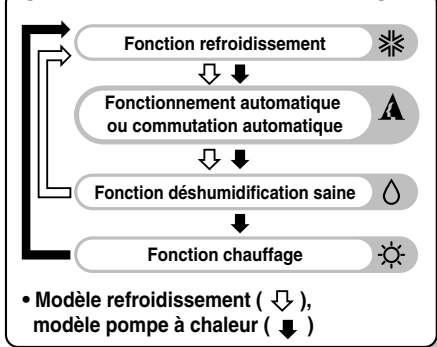 Fonction refroidissement
Fonctionnement automatique
ou commutation automatique
Fonction déshumidification saine
Fonction chauffage
• Modèle refroidissement ( ⇩ ),
modèle pompe à chaleur ( ⬇ )